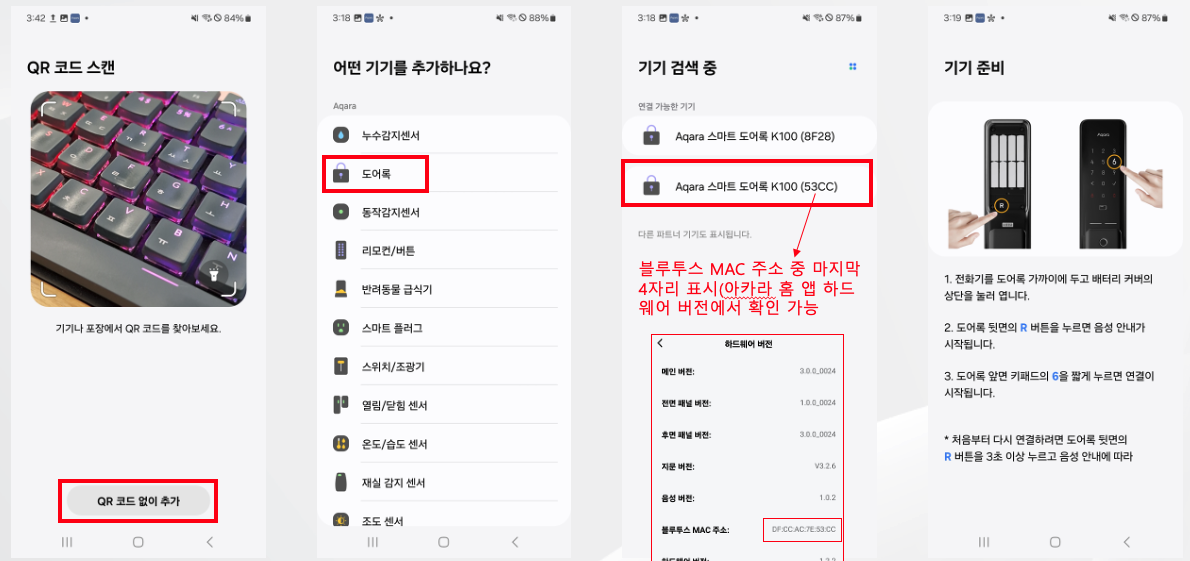 3:42
84%
QR 코드 스캔
기기나 포장에서 QR 코드를 찾아보세요.
QR 코드 없이 추가
3:18
88%
어떤 기기를 추가하나요?
Aqara
누수감지센서
도어록
동작감지센서
리모컨/버튼
반려동물 급식기
스마트 플러그
스위치/조광기
열림/닫힘 센서
온도/습도 센서
재실 감지 센서
조도 센서
3:18
87%
기기 검색 중
연결 가능한 기기
Aqara 스마트 도어록 K100 (8F28)
Aqara 스마트 도어록 K100 (53CC)
다른 파트너 기기도 표시됩니다.
블루투스 MAC 주소 중 마지막
4자리 표시(아카라 홈 앱 하드
웨어 버전에서 확인 가능
하드웨어 버전
메인 버전: 3.0.0_0024
전면 패널 버전: 1.0.0_0024
후면 패널 버전: 3.0.0_0024
지문 버전: V3.2.6
음성 버전: 1.0.2
블루투스 MAC 주소: DF:CC:AC:7E:53:CC
3:19
87%
기기 준비
R
6
1. 전화기를 도어록 가까이에 두고 배터리 커버의
상단을 눌러 엽니다.
2. 도어록 뒷면의 R 버튼을 누르면 음성 안내가
시작됩니다.
3. 도어록 앞면 키패드의 6을 짧게 누르면 연결이
시작됩니다.
* 처음부터 다시 연결하려면 도어록 뒷면의
R 버튼을 3초 이상 누르고 음성 안내에 따라